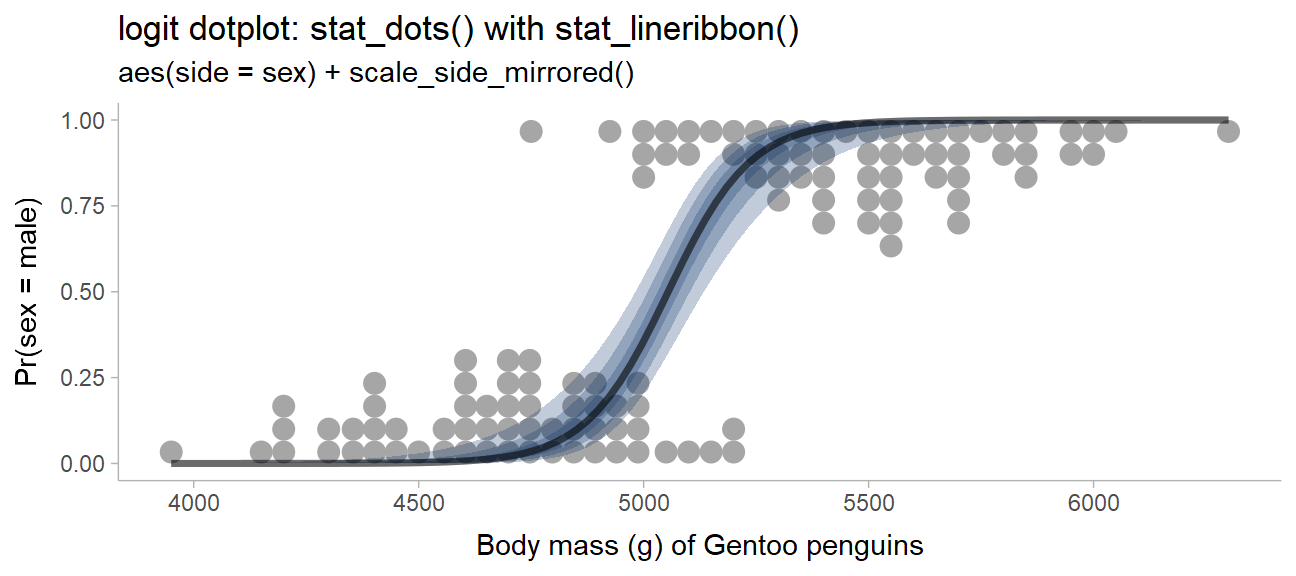 logit dotplot: stat_dots() with stat_lineribbon()
aes(side = sex) + scale_side_mirrored()
Pr(sex = male)
1.00
0.75
0.50
0.25
0.00
4000 4500 5000 5500 6000
Body mass (g) of Gentoo penguins